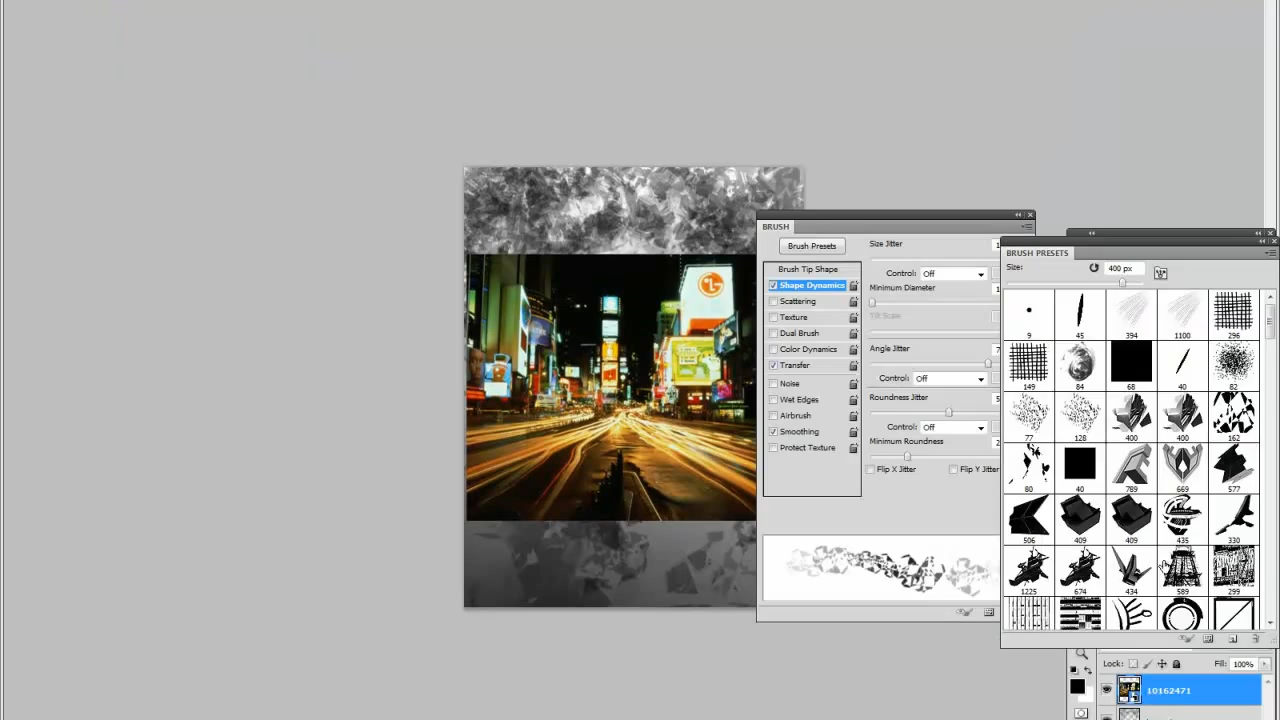 BRUSH
Brush Presets
Brush Tip Shape
Shape Dynamics
Scattering
Texture
Dual Brush
Color Dynamics
Transfer
Noise
Wet Edges
Airbrush
Smoothing
Protect Texture
Size Jitter
Control: Off
Minimum Diameter
Tilt Scale
Angle Jitter
Control: Off
Roundness Jitter
Control: Off
Minimum Roundness
Flip X Jitter Flip Y Jitter
BRUSH PRESETS
Size: 400 px
9 45 394 1100 296
149 84 68 40 82
77 128 400 400 162
80 40 789 669 577
506 409 409 435 330
1225 674 434 589 299
Lock: Fill: 100%
10162471
LG